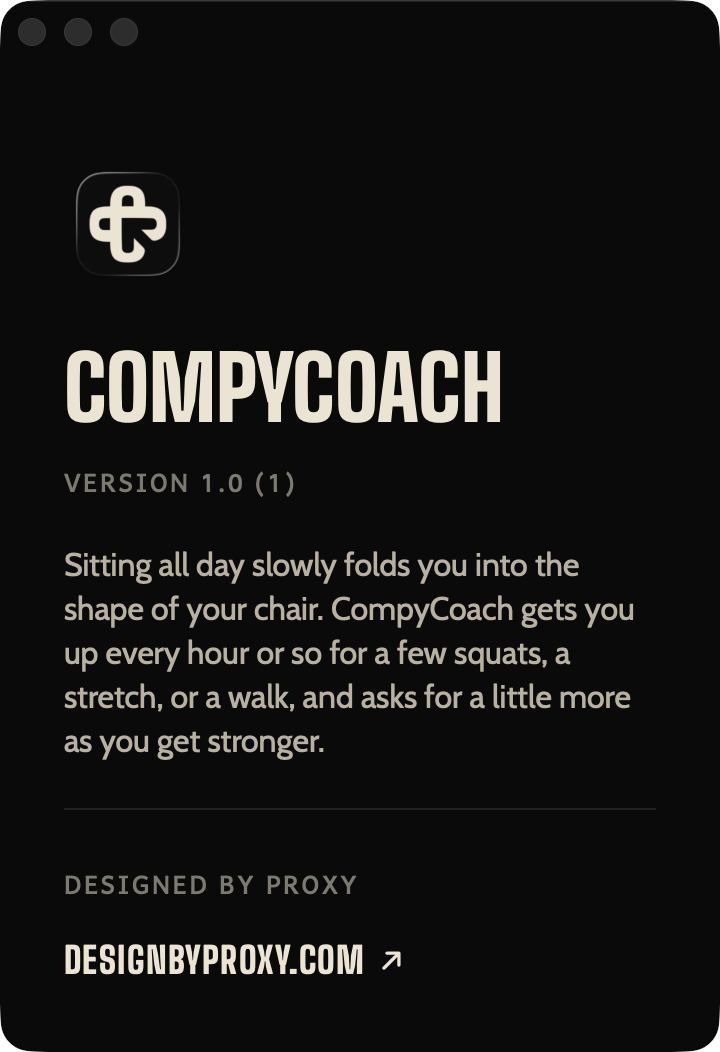 COMPYCOACH
VERSION 1.0 (1)
Sitting all day slowly folds you into the
shape of your chair. CompyCoach gets you
up every hour or so for a few squats, a
stretch, or a walk, and asks for a little more
as you get stronger.
DESIGNED BY PROXY
DESIGNBYPROXY.COM ↗